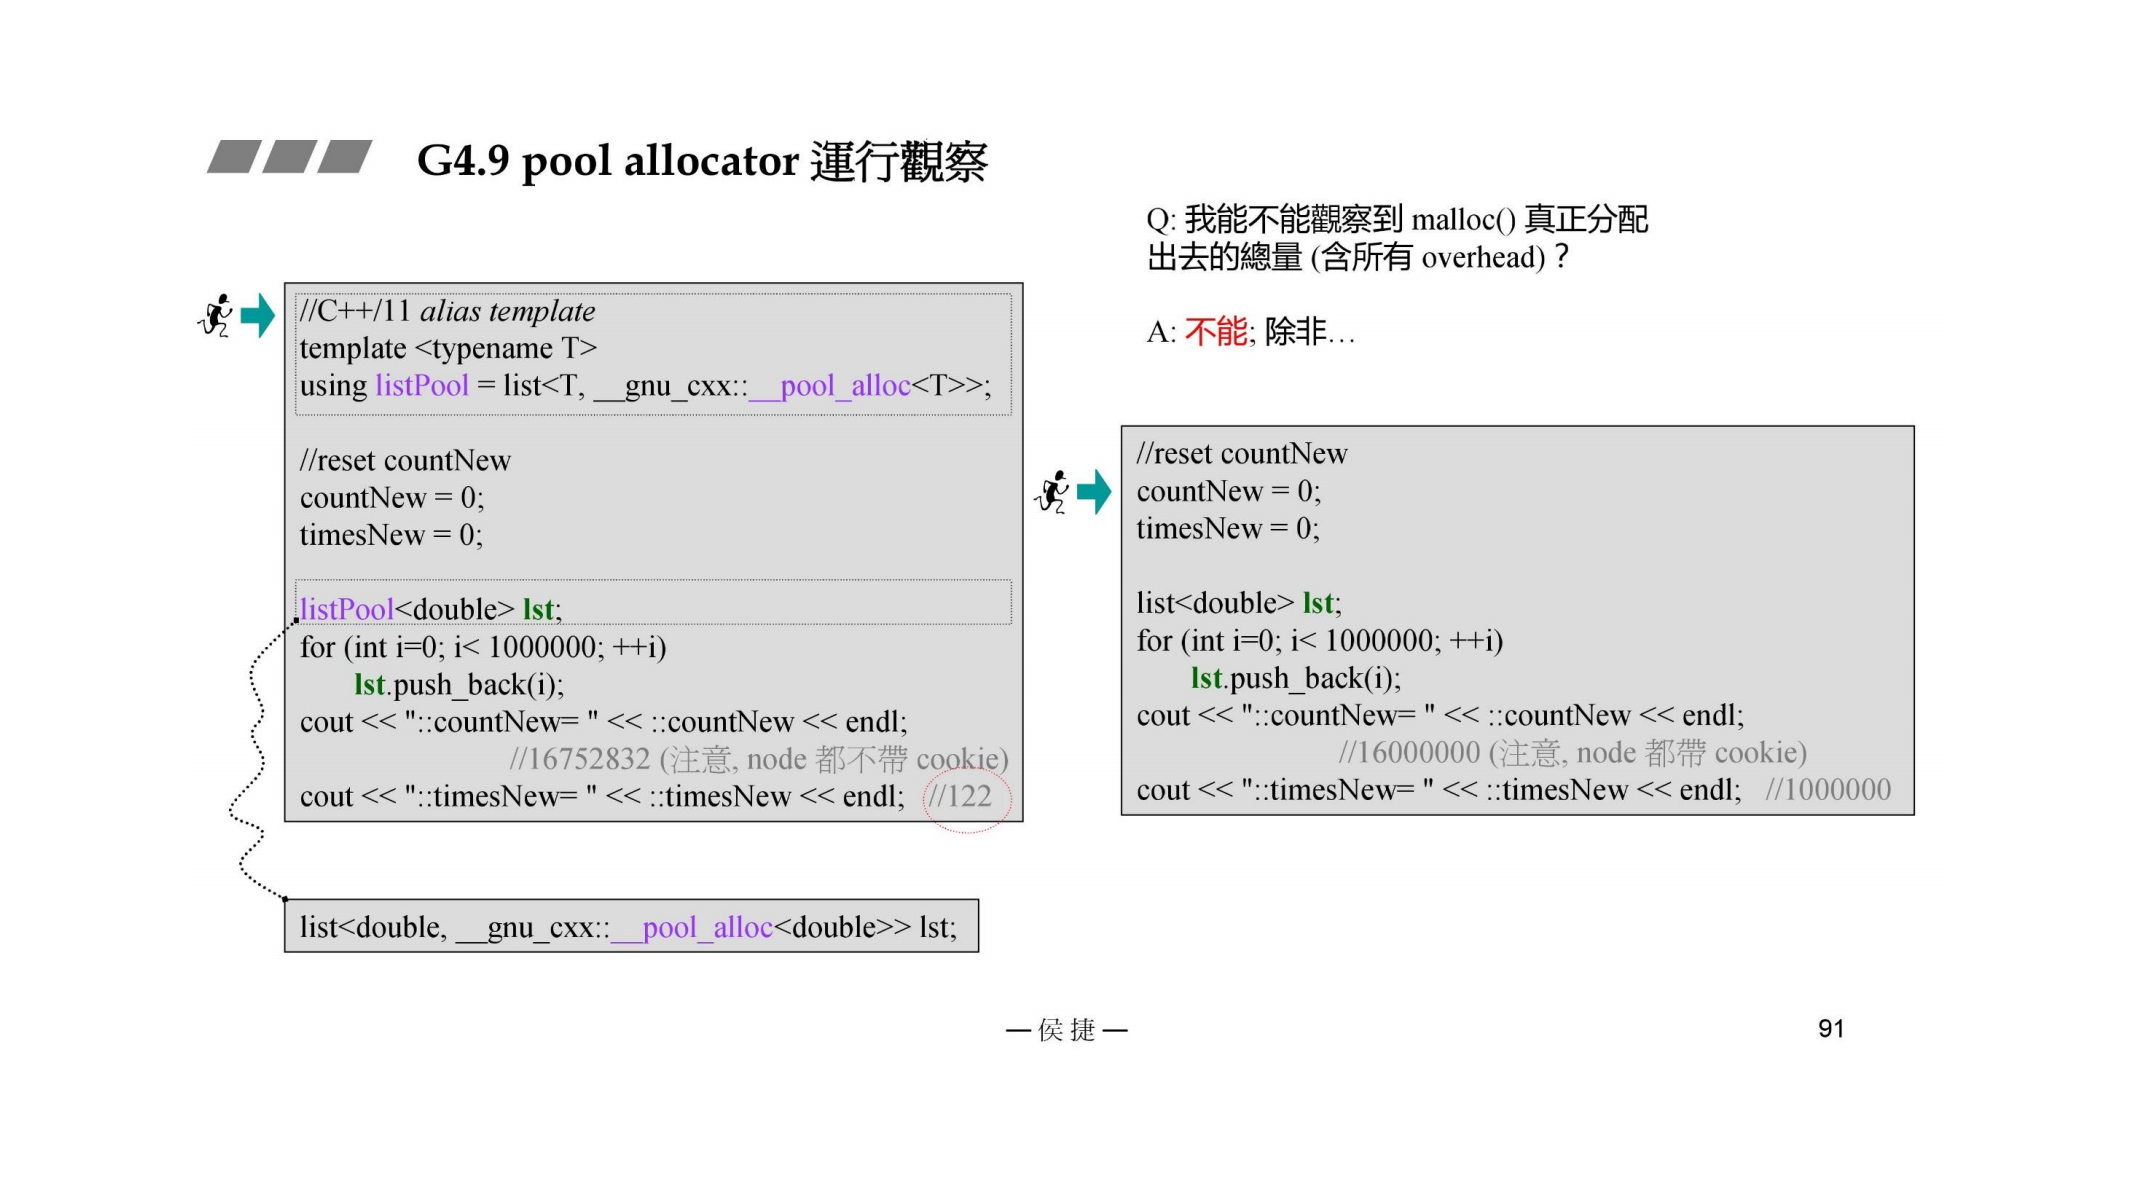 G4.9 pool allocator 運行觀察
Q: 我能不能觀察到 malloc() 真正分配
出去的總量 (含所有 overhead)？
A: 不能; 除非…
//C++/11 alias template
template <typename T>
using listPool = list<T, __gnu_cxx::__pool_alloc<T>>;
//reset countNew
countNew = 0;
timesNew = 0;
listPool<double> lst;
for (int i=0; i< 1000000; ++i)
lst.push_back(i);
cout << "::countNew= " << ::countNew << endl;
//16752832 (注意, node 都不帶 cookie)
cout << "::timesNew= " << ::timesNew << endl; //122
list<double, __gnu_cxx::__pool_alloc<double>> lst;
//reset countNew
countNew = 0;
timesNew = 0;
list<double> lst;
for (int i=0; i< 1000000; ++i)
lst.push_back(i);
cout << "::countNew= " << ::countNew << endl;
//16000000 (注意, node 都帶 cookie)
cout << "::timesNew= " << ::timesNew << endl; //1000000
— 侯捷 —
91